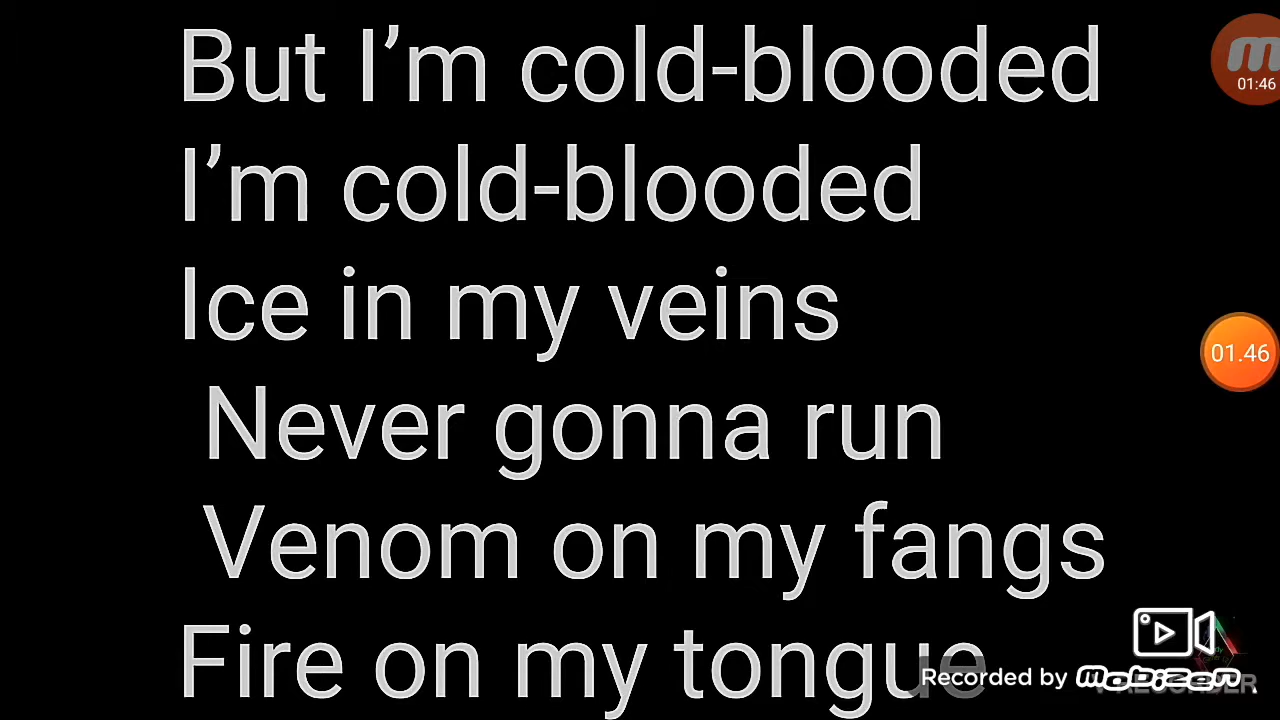 But I’m cold-blooded
01:46
I’m cold-blooded
Ice in my veins
01.46
Never gonna run
Venom on my fangs
Fire on my tongue
Recorded by mobizen